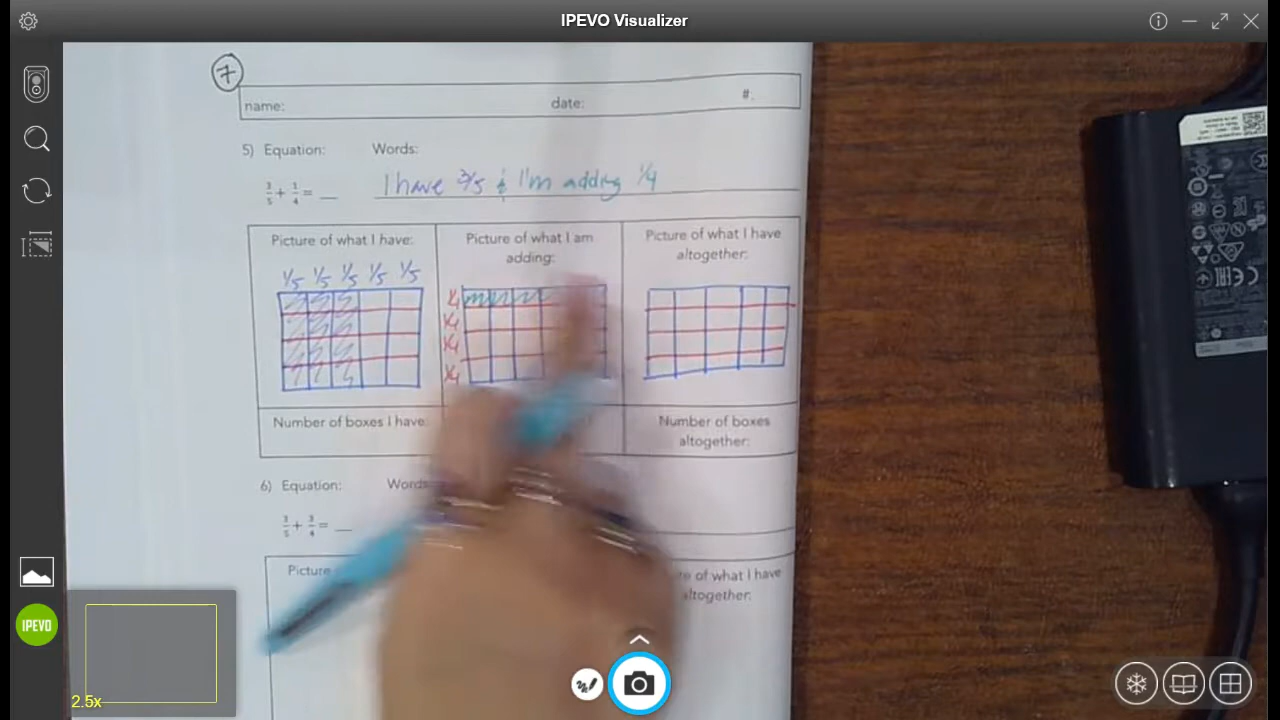 IPEVO Visualizer
7
name: date: #:
5) Equation: Words:
3/5 + 1/4 = __ I have 3/5 & I'm adding 1/4
Picture of what I have: Picture of what I am adding: Picture of what I have altogether:
1/5 1/5 1/5 1/5 1/5
1/4
1/4
1/4
1/4
Number of boxes I have: Number of boxes altogether:
6) Equation: Words
3/5 + 3/4 = __
Picture of what I have altogether:
IPEVO
2.5x